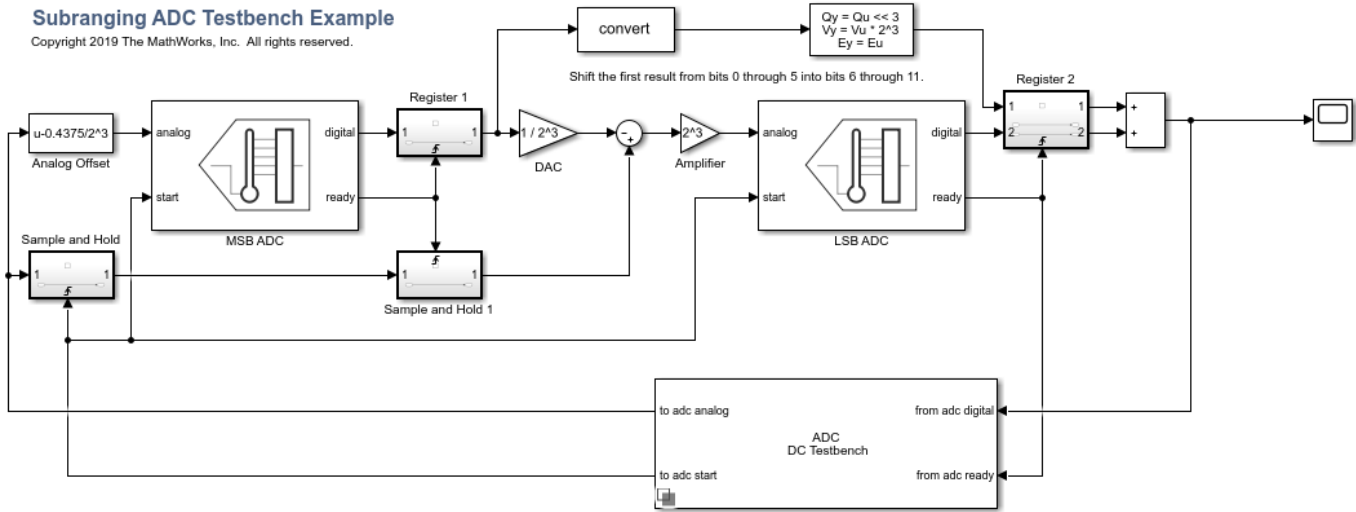 Subranging ADC Testbench Example
Copyright 2019 The MathWorks, Inc.  All rights reserved.
convert
Qy = Qu << 3
Vy = Vu * 2^3
Ey = Eu
Shift the first result from bits 0 through 5 into bits 6 through 11.
Register 1
Register 2
u-0.4375/2^3
Analog Offset
analog
start
digital
ready
MSB ADC
1
1
1 / 2^3
DAC
-
+
2^3
Amplifier
analog
start
digital
ready
LSB ADC
1
1
2
2
+
+
Sample and Hold
1
1
1
1
Sample and Hold 1
to adc analog
from adc digital
ADC
DC Testbench
to adc start
from adc ready